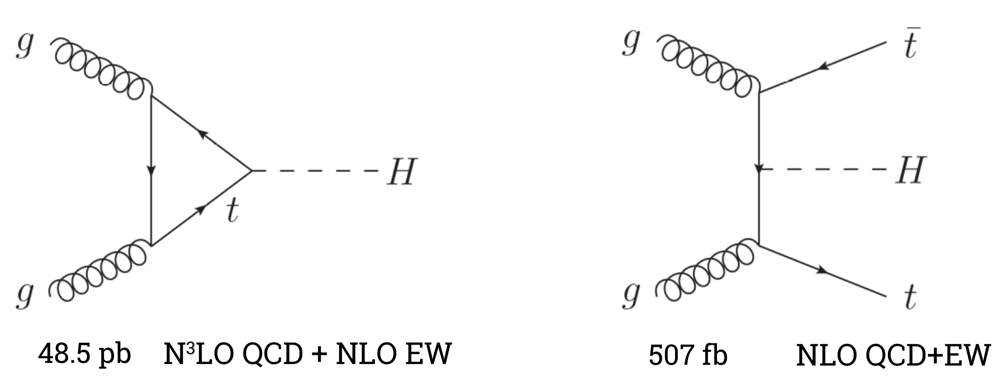 g
H
t
g
48.5 pb N³LO QCD + NLO EW
g
t̄
H
g
t
507 fb NLO QCD+EW